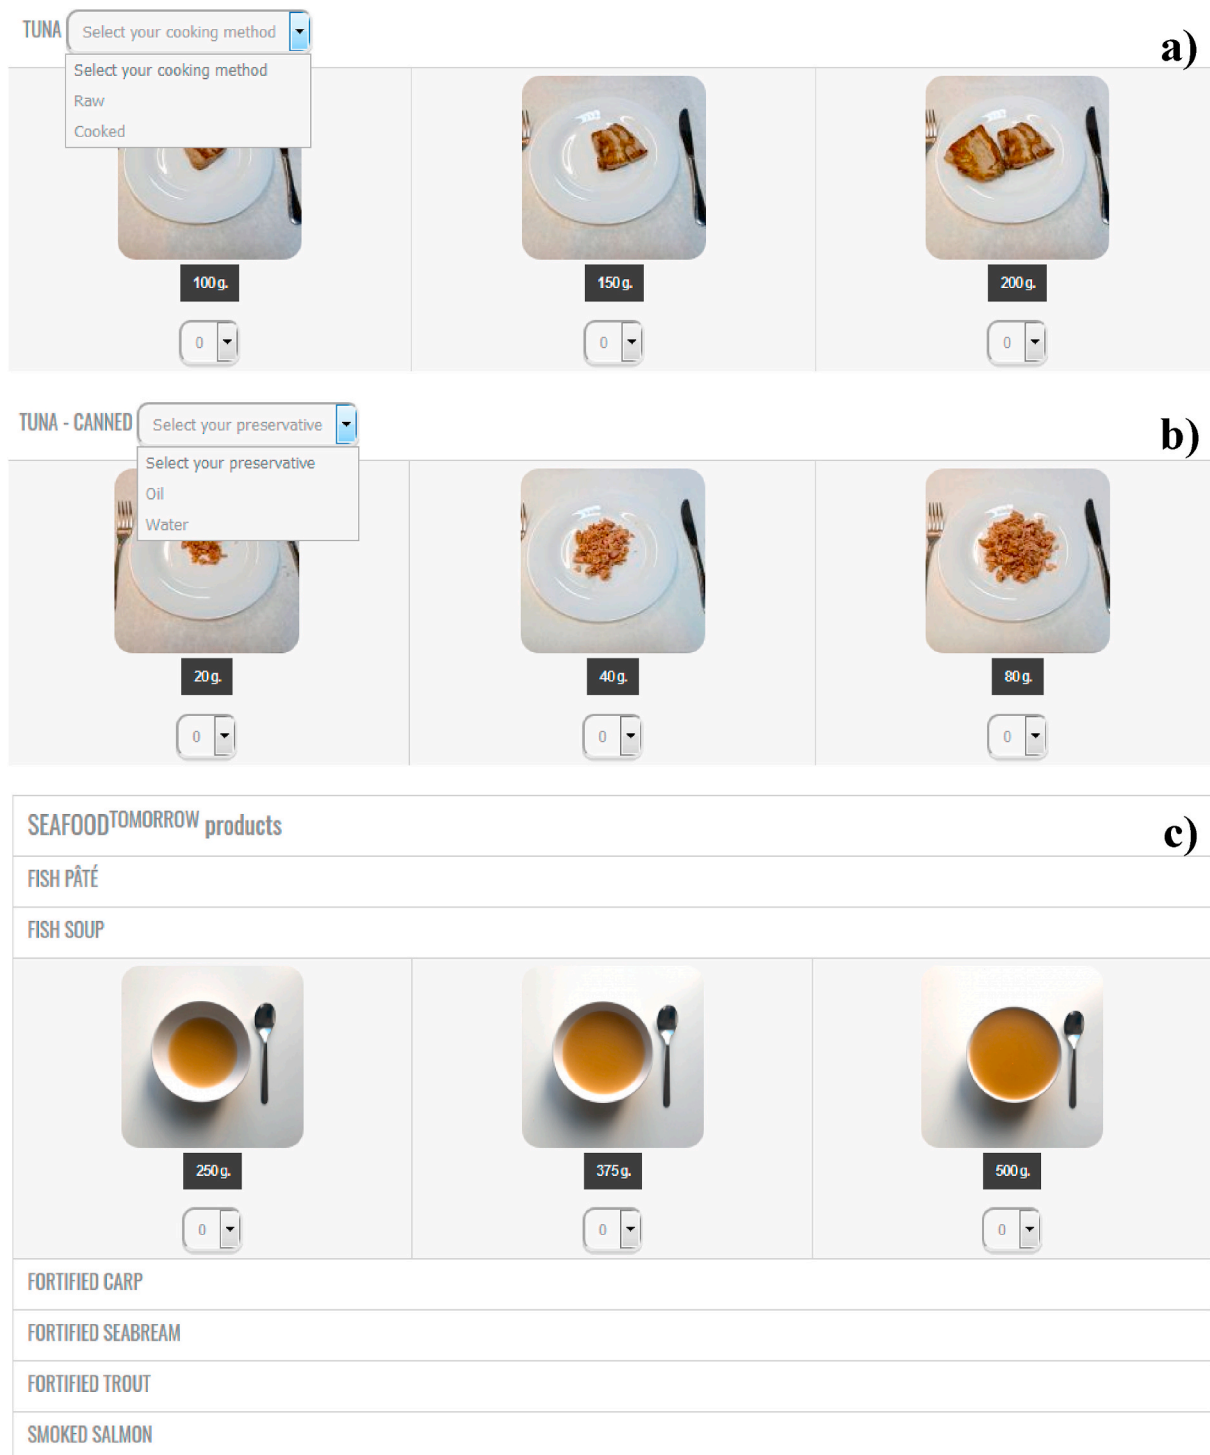 TUNA Select your cooking method
a)
Select your cooking method
Raw
Cooked
100 g. 150 g. 200 g.
0 0 0
TUNA - CANNED Select your preservative
b)
Select your preservative
Oil
Water
20 g. 40 g. 80 g.
0 0 0
SEAFOODTOMORROW products
c)
FISH PÂTÉ
FISH SOUP
250 g. 375 g. 500 g.
0 0 0
FORTIFIED CARP
FORTIFIED SEABREAM
FORTIFIED TROUT
SMOKED SALMON